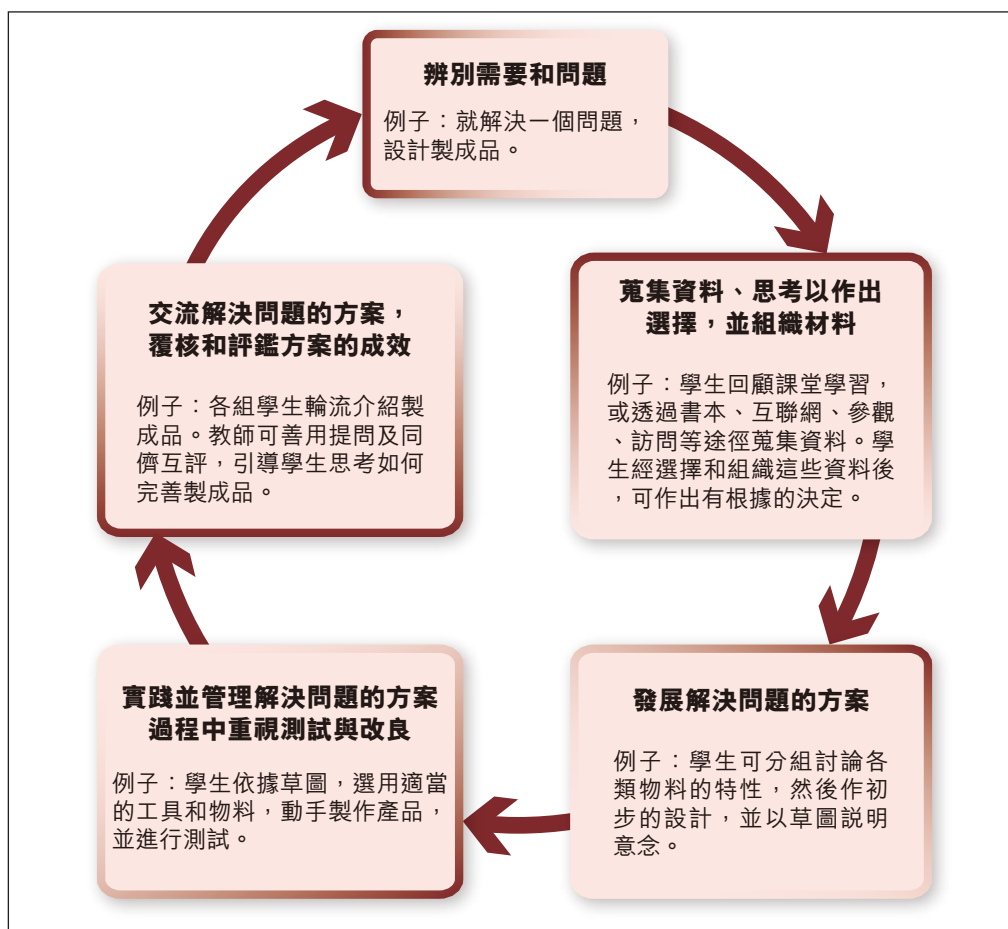 辨別需要和問題
例子：就解決一個問題，
設計製成品。
蒐集資料、思考以作出
選擇，並組織材料
例子：學生回顧課堂學習，
或透過書本、互聯網、參觀
、訪問等途徑蒐集資料。學
生經選擇和組織這些資料後
，可作出有根據的決定。
發展解決問題的方案
例子：學生可分組討論各
類物料的特性，然後作初
步的設計，並以草圖說明
意念。
實踐並管理解決問題的方案
過程中重視測試與改良
例子：學生依據草圖，選用適當
的工具和物料，動手製作產品，
並進行測試。
交流解決問題的方案，
覆核和評鑑方案的成效
例子：各組學生輪流介紹製
成品。教師可善用提問及同
儕互評，引導學生思考如何
完善製成品。